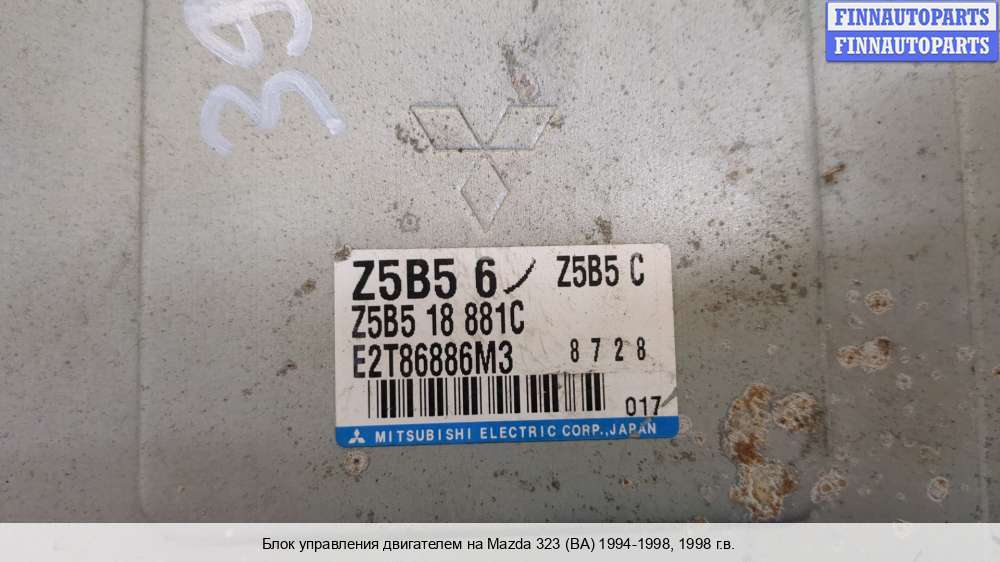 FINNAUTOPARTS
FINNAUTOPARTS
39
Z5B5 6 Z5B5 C
Z5B5 18 881C
E2T86886M3 8728
017
MITSUBISHI ELECTRIC CORP.,JAPAN
Блок управления двигателем на Mazda 323 (BA) 1994-1998, 1998 г.в.